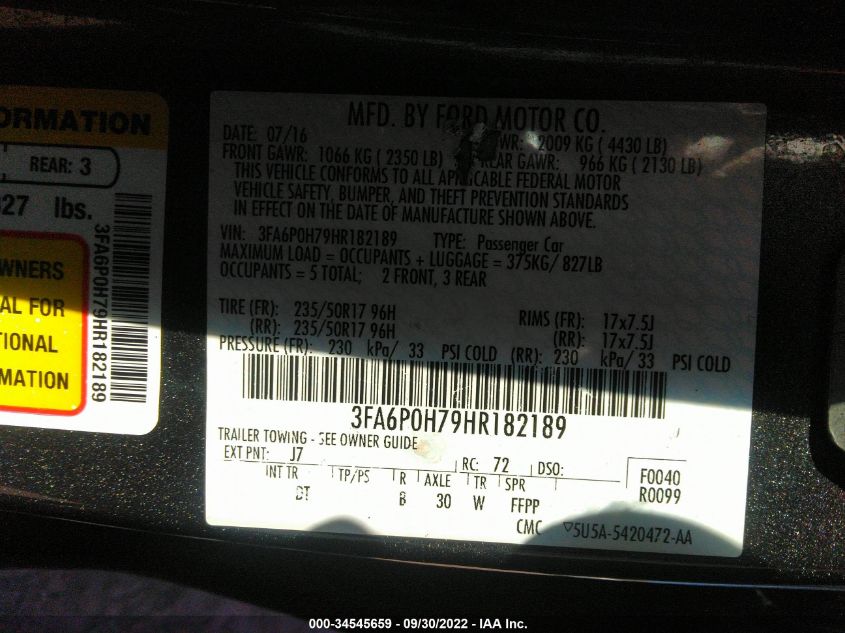 ORMATION
REAR: 3
27 lbs.
WNERS
AL FOR
TIONAL
RMATION
3FA6P0H79HR182189
MFD. BY FORD MOTOR CO.
DATE: 07/16 WR: 2009 KG ( 4430 LB)
FRONT GAWR: 1066 KG ( 2350 LB) REAR GAWR: 966 KG ( 2130 LB)
THIS VEHICLE CONFORMS TO ALL APPLICABLE FEDERAL MOTOR
VEHICLE SAFETY, BUMPER, AND THEFT PREVENTION STANDARDS
IN EFFECT ON THE DATE OF MANUFACTURE SHOWN ABOVE.
VIN: 3FA6P0H79HR182189 TYPE: Passenger Car
MAXIMUM LOAD = OCCUPANTS + LUGGAGE = 375KG/ 827LB
OCCUPANTS = 5 TOTAL; 2 FRONT, 3 REAR
TIRE (FR): 235/50R17 96H RIMS (FR): 17x7.5J
(RR): 235/50R17 96H (RR): 17x7.5J
PRESSURE (FR): 230 kPa/ 33 PSI COLD (RR): 230 kPa/ 33 PSI COLD
3FA6P0H79HR182189
TRAILER TOWING - SEE OWNER GUIDE
EXT PNT: J7 RC: 72 DSO: F0040
INT TR TP/PS R AXLE TR SPR R0099
DT B 30 W FFPP
CMC ▽5U5A-5420472-AA
000-34545659 - 09/30/2022 - IAA Inc.